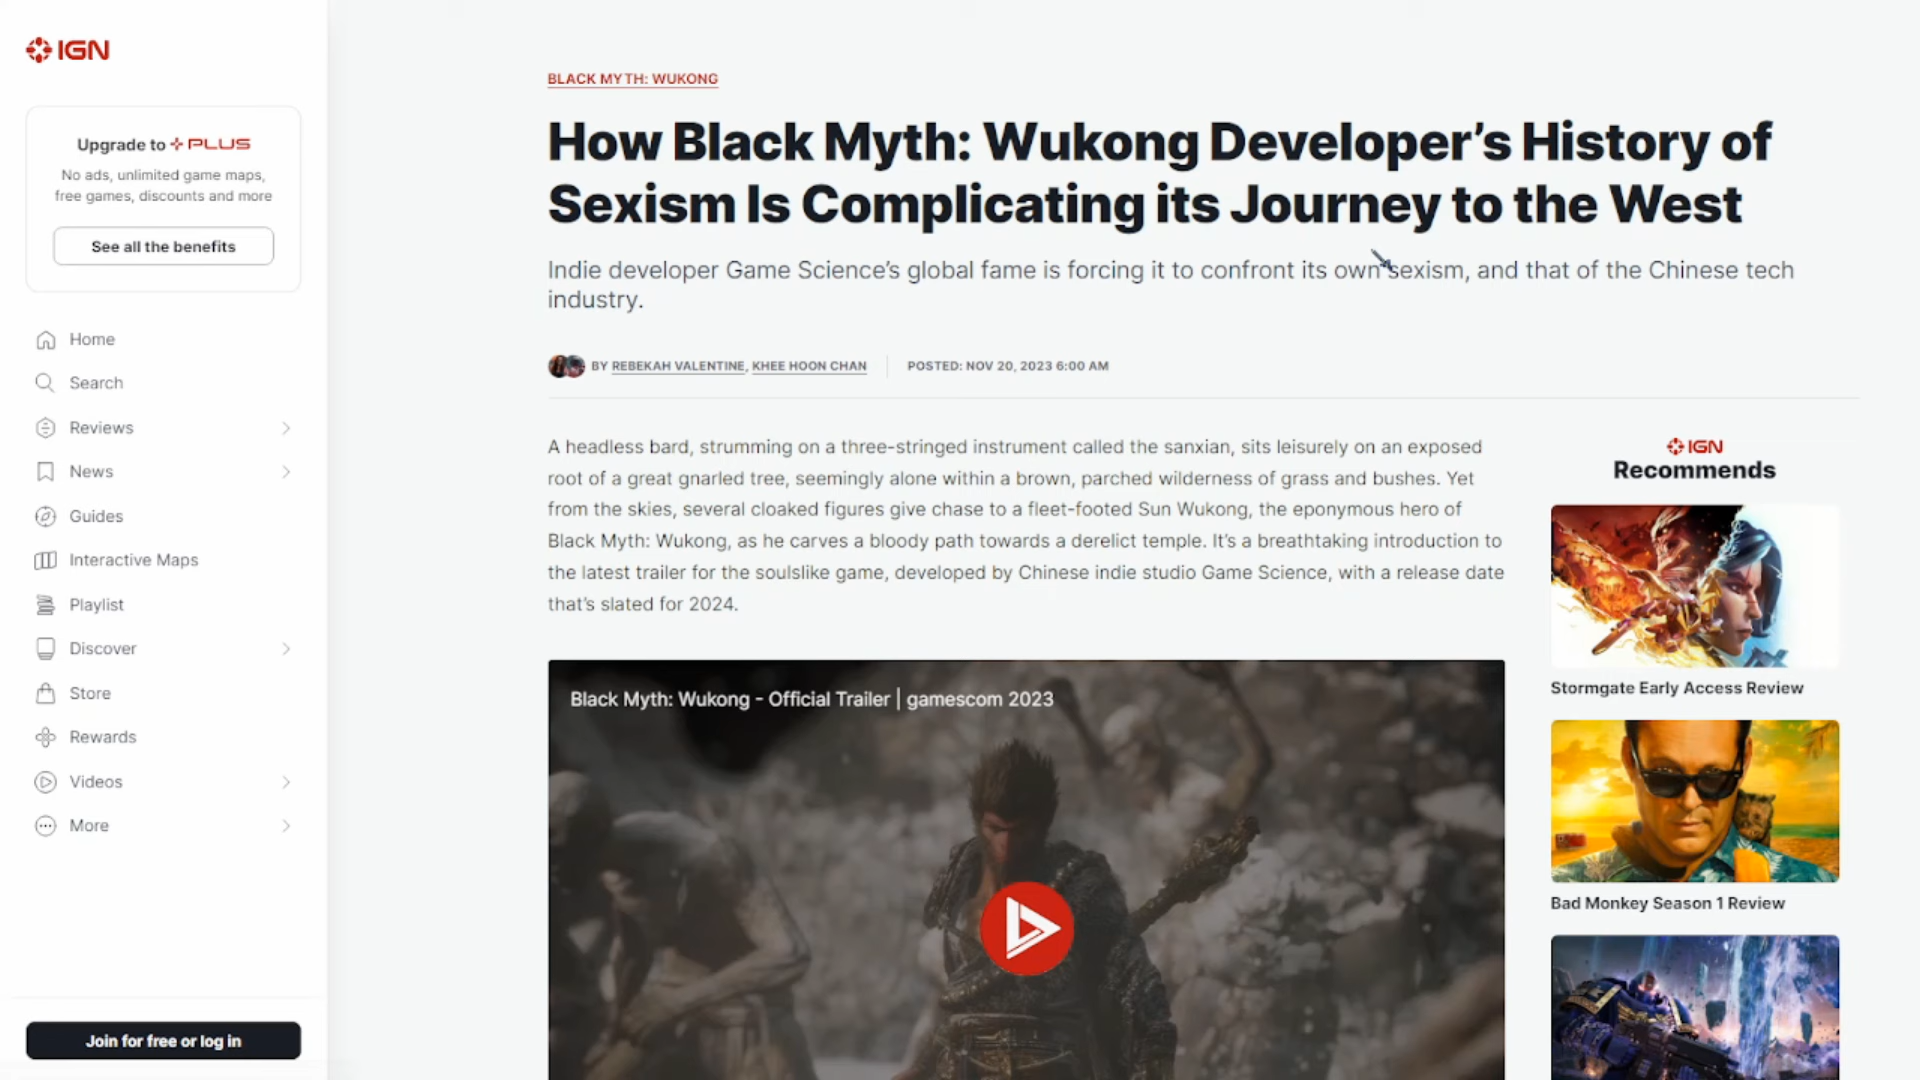 IGN
Upgrade to PLUS
No ads, unlimited game maps,
free games, discounts and more
See all the benefits
Home
Search
Reviews
News
Guides
Interactive Maps
Playlist
Discover
Store
Rewards
Videos
More
Join for free or log in
BLACK MYTH: WUKONG
How Black Myth: Wukong Developer’s History of
Sexism Is Complicating its Journey to the West
Indie developer Game Science’s global fame is forcing it to confront its own sexism, and that of the Chinese tech
industry.
BY REBEKAH VALENTINE, KHEE HOON CHAN
POSTED: NOV 20, 2023 6:00 AM
A headless bard, strumming on a three-stringed instrument called the sanxian, sits leisurely on an exposed
root of a great gnarled tree, seemingly alone within a brown, parched wilderness of grass and bushes. Yet
from the skies, several cloaked figures give chase to a fleet-footed Sun Wukong, the eponymous hero of
Black Myth: Wukong, as he carves a bloody path towards a derelict temple. It’s a breathtaking introduction to
the latest trailer for the soulslike game, developed by Chinese indie studio Game Science, with a release date
that’s slated for 2024.
Black Myth: Wukong - Official Trailer | gamescom 2023
IGN
Recommends
Stormgate Early Access Review
Bad Monkey Season 1 Review